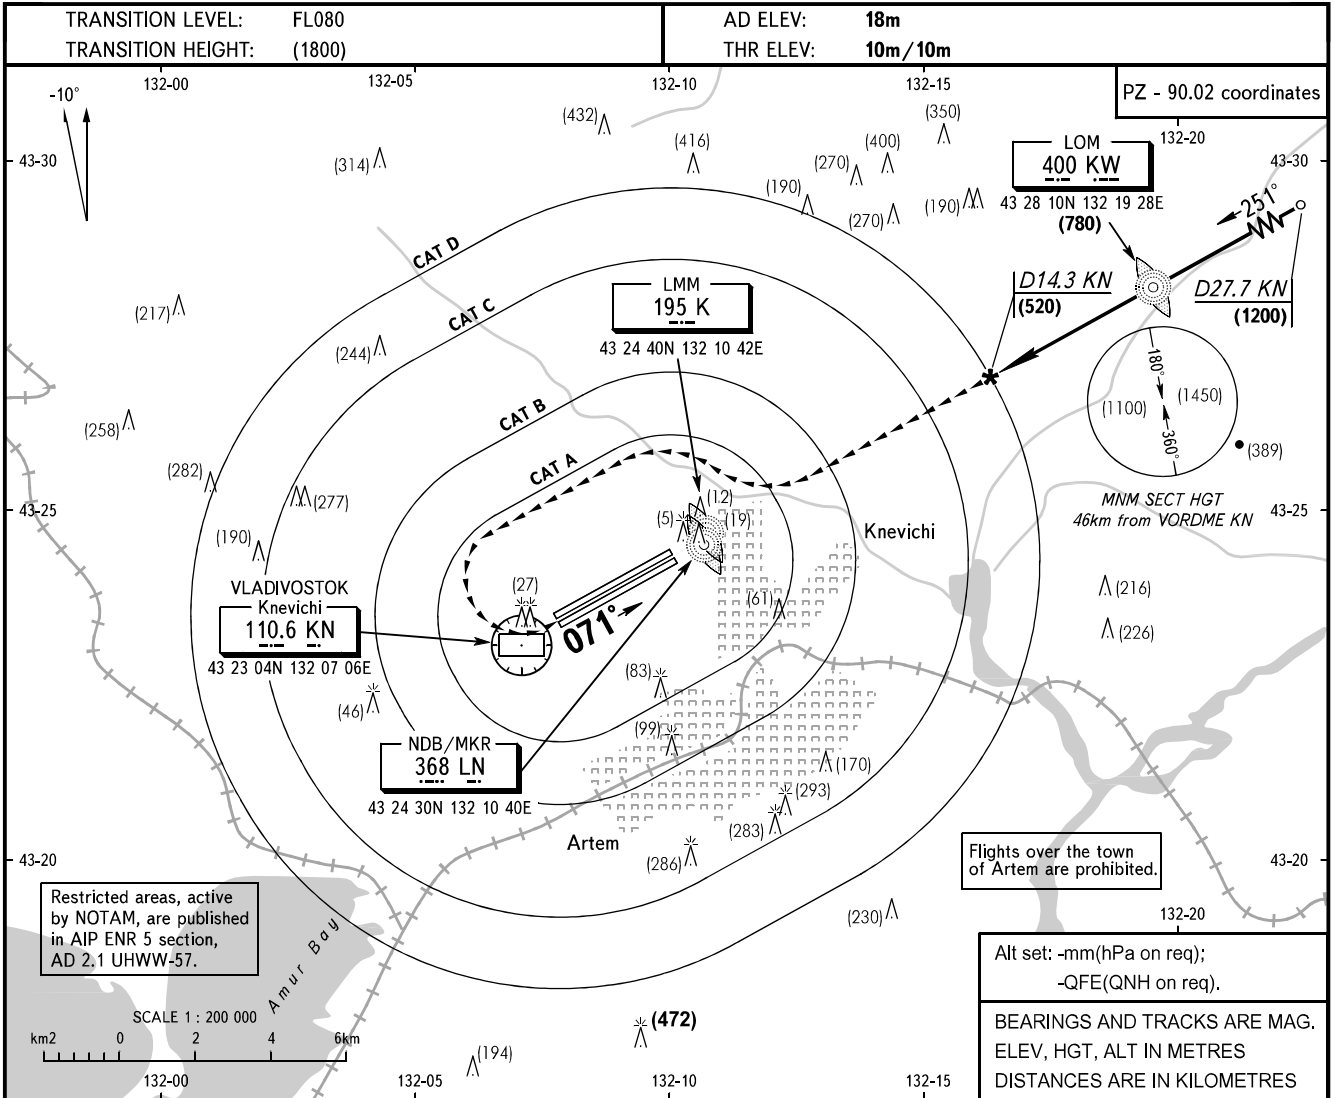 TRANSITION LEVEL: FL080
TRANSITION HEIGHT: (1800)
AD ELEV: 18m
THR ELEV: 10m/10m
132-00
132-05
132-10
132-15
PZ - 90.02 coordinates
-10°
132-20
43-30
43-30
(432)
(350)
(416)
(400)
(314)
(270)
(190)
(270)
(190)
LOM
400 KW
43 28 10N 132 19 28E
(780)
251°
CAT D
CAT C
CAT B
CAT A
D14.3 KN
(520)
D27.7 KN
(1200)
LMM
195 K
43 24 40N 132 10 42E
(217)
(244)
(258)
(282)
(277)
(190)
180°
(1100)
(1450)
360°
(389)
MNM SECT HGT
46km from VORDME KN
43-25
43-25
(12)
(5)
(19)
Knevichi
VLADIVOSTOK
Knevichi
110.6 KN
43 23 04N 132 07 06E
(27)
071°
(61)
(216)
(226)
(83)
(46)
(99)
NDB/MKR
368 LN
43 24 30N 132 10 40E
(170)
(293)
(283)
(286)
Artem
(230)
43-20
43-20
Flights over the town
of Artem are prohibited.
Restricted areas, active
by NOTAM, are published
in AIP ENR 5 section,
AD 2.1 UHWW-57.
Amur Bay
132-20
Alt set: -mm(hPa on req);
-QFE(QNH on req).
SCALE 1 : 200 000
km2 0 2 4 6km
(472)
(194)
BEARINGS AND TRACKS ARE MAG.
ELEV, HGT, ALT IN METRES
DISTANCES ARE IN KILOMETRES
132-00
132-05
132-10
132-15